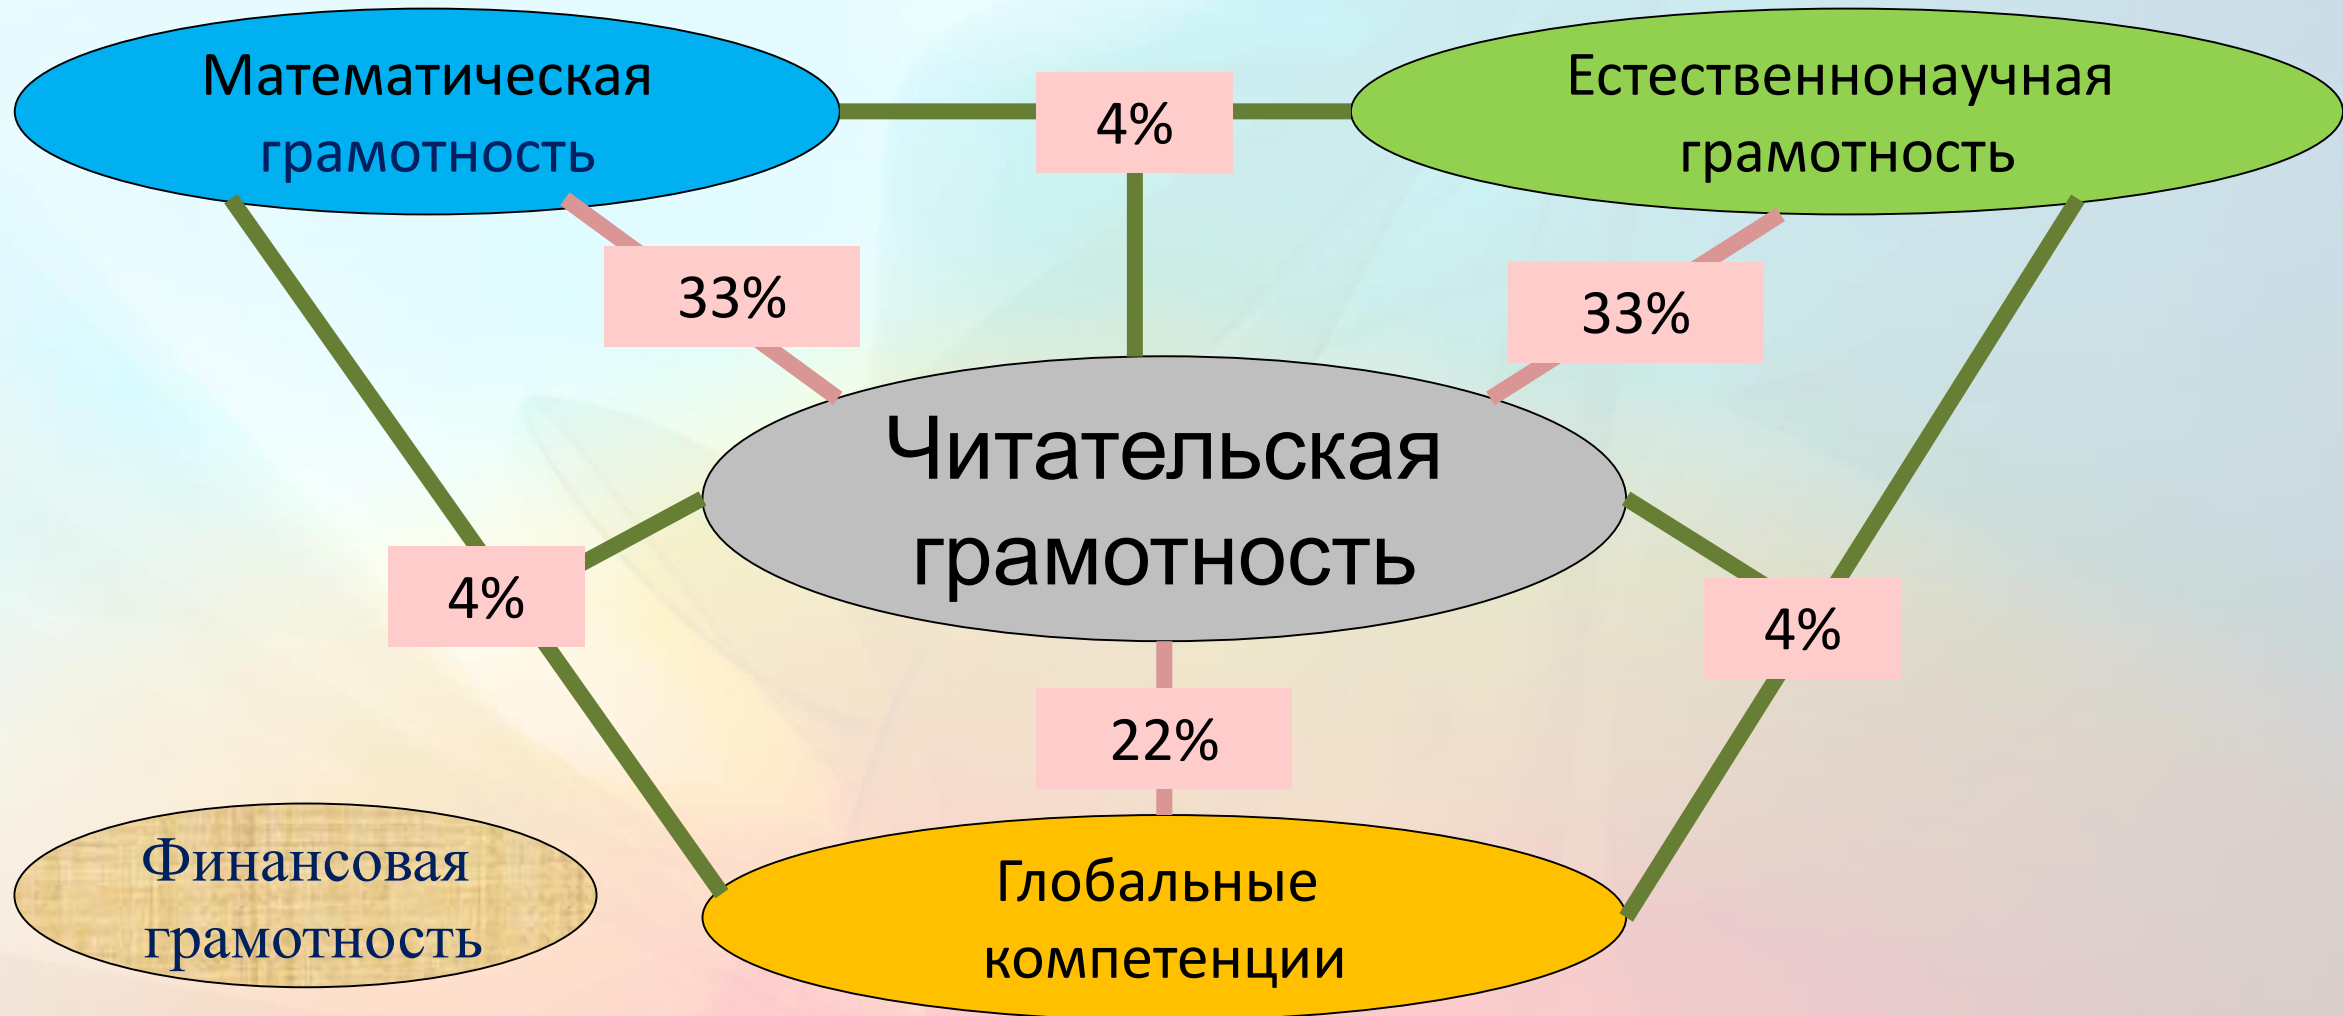 Математическая
грамотность
4%
Естественнонаучная
грамотность
33%
33%
Читательская
грамотность
4%
4%
22%
Финансовая
грамотность
Глобальные
компетенции